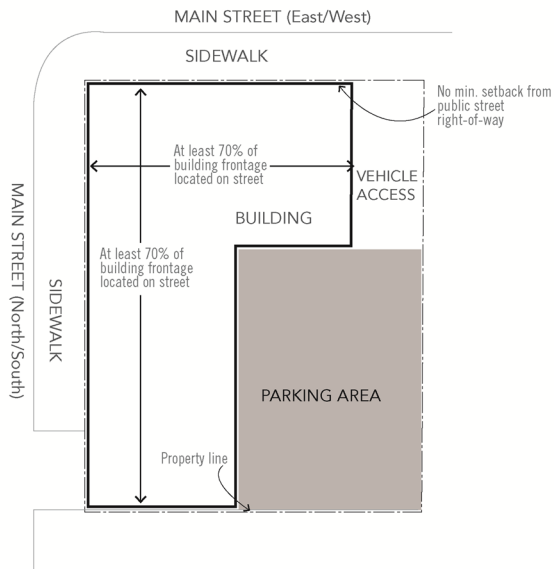 MAIN STREET (East/West)
SIDEWALK
No min. setback from
public street
right-of-way
At least 70% of
building frontage
located on street
VEHICLE
ACCESS
BUILDING
At least 70% of
building frontage
located on street
MAIN STREET (North/South)
SIDEWALK
PARKING AREA
Property line